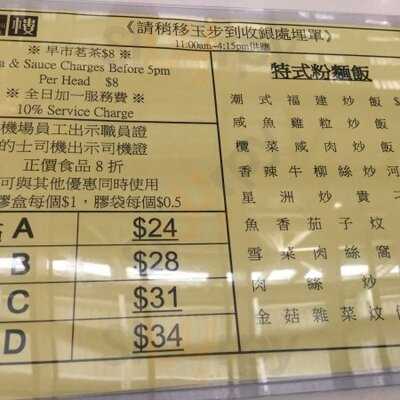 樓
《請稍移玉步到收銀處埋單》
11:00am~4:15pm供應
※ 早市茗茶$8 ※
& Sauce Charges Before 5pm
Per Head $8
※ 全日加一服務費 ※
10% Service Charge
機場員工出示職員證
的士司機出示司機證
正價食品 8 折
可與其他優惠同時使用
膠盒每個$1，膠袋每個$0.5
A $24
B $28
C $31
D $34
特式粉麵飯
潮式福建炒飯 $
咸魚雞粒炒飯
欖菜咸肉炒飯
香辣牛柳絲炒河
星洲炒貴刁
魚香茄子炆
雪菜肉絲窩
肉絲炒
金菇雜菜炆